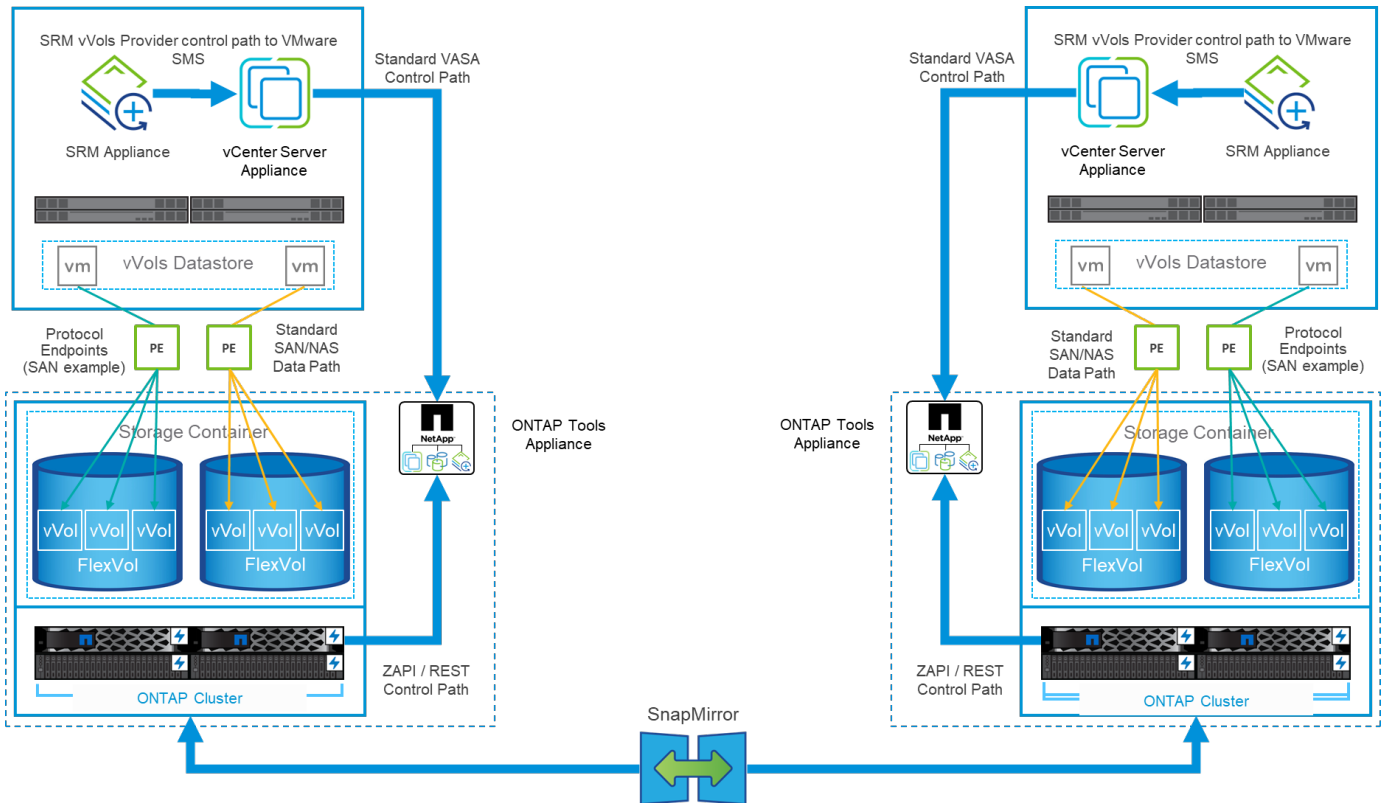 SRM vVols Provider control path to VMware
SMS
SRM Appliance
vCenter Server
Appliance
Standard VASA
Control Path
vm
vVols Datastore
vm
Protocol
Endpoints
(SAN example)
PE
PE
Standard
SAN/NAS
Data Path
Storage Container
vVol
vVol
vVol
FlexVol
vVol
vVol
vVol
FlexVol
NetApp
ONTAP Tools
Appliance
ONTAP Cluster
ZAPI / REST
Control Path
SnapMirror
SRM vVols Provider control path to VMware
SMS
Standard VASA
Control Path
vCenter Server
Appliance
SRM Appliance
vm
vVols Datastore
vm
Standard
SAN/NAS
Data Path
PE
PE
Protocol
Endpoints
(SAN example)
ONTAP Tools
Appliance
NetApp
Storage Container
vVol
vVol
vVol
FlexVol
vVol
vVol
vVol
FlexVol
ZAPI / REST
Control Path
ONTAP Cluster